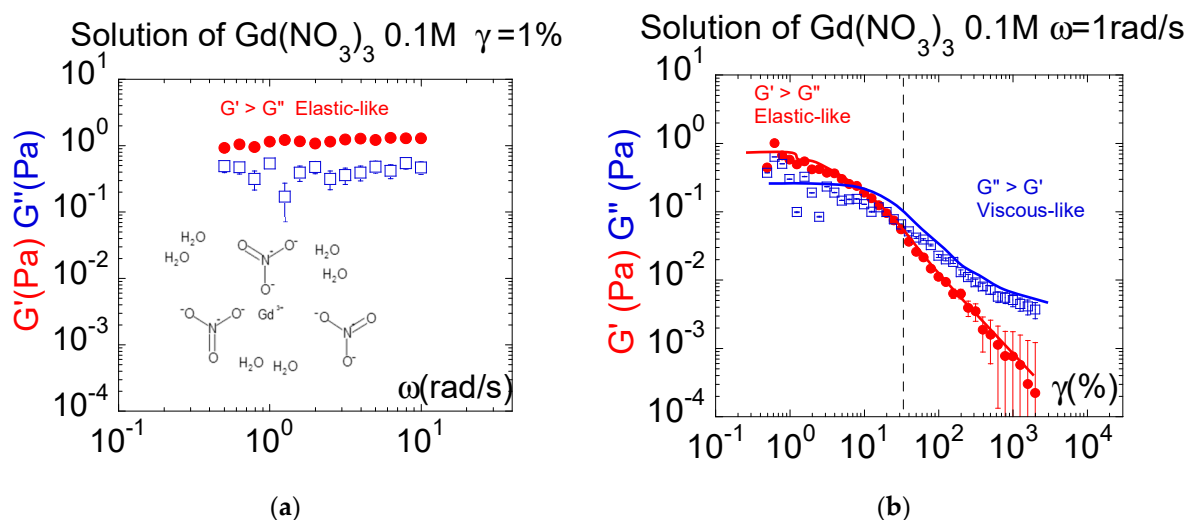 Solution of Gd(NO3)3 0.1M γ =1%
G' > G" Elastic-like
G'(Pa) G"(Pa)
10^1
10^0
10^-1
10^-2
10^-3
10^-4
O
O-
N+
O-
H2O
H2O
H2O
H2O
-O
O-
N+
O
Gd3+
-O
O
N+
O-
H2O
H2O
ω(rad/s)
10^-1
10^0
10^1
(a)
Solution of Gd(NO3)3 0.1M ω=1rad/s
G' > G"
Elastic-like
G" > G'
Viscous-like
G' (Pa) G" (Pa)
10^1
10^0
10^-1
10^-2
10^-3
10^-4
γ(%)
10^-1
10^0
10^1
10^2
10^3
10^4
(b)